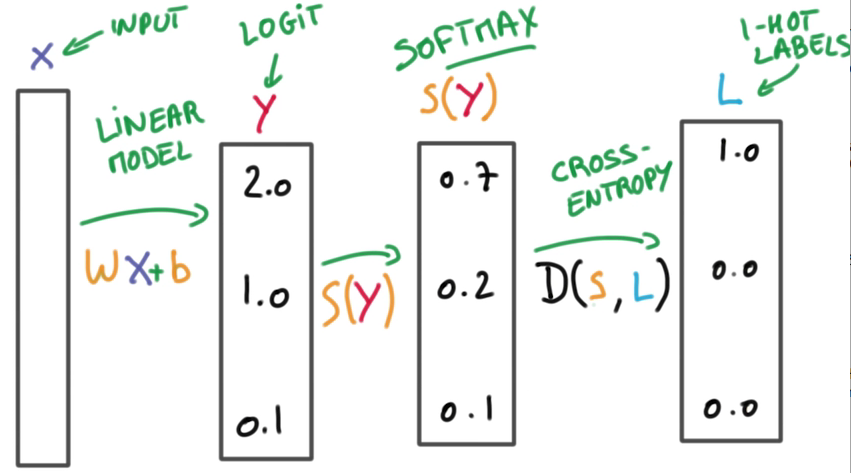 INPUT
X
LINEAR
MODEL
WX+b
LOGIT
Y
2.0
1.0
0.1
S(Y)
SOFTMAX
S(Y)
0.7
0.2
0.1
CROSS-
ENTROPY
D(S,L)
1-HOT
LABELS
L
1.0
0.0
0.0